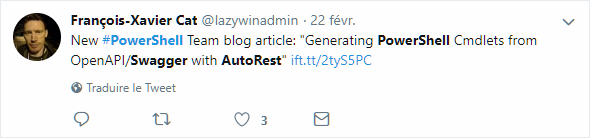 François-Xavier Cat @lazywinadmin · 22 févr.
New #PowerShell Team blog article: "Generating PowerShell Cmdlets from
OpenAPI/Swagger with AutoRest" ift.tt/2tyS5PC
Traduire le Tweet
3